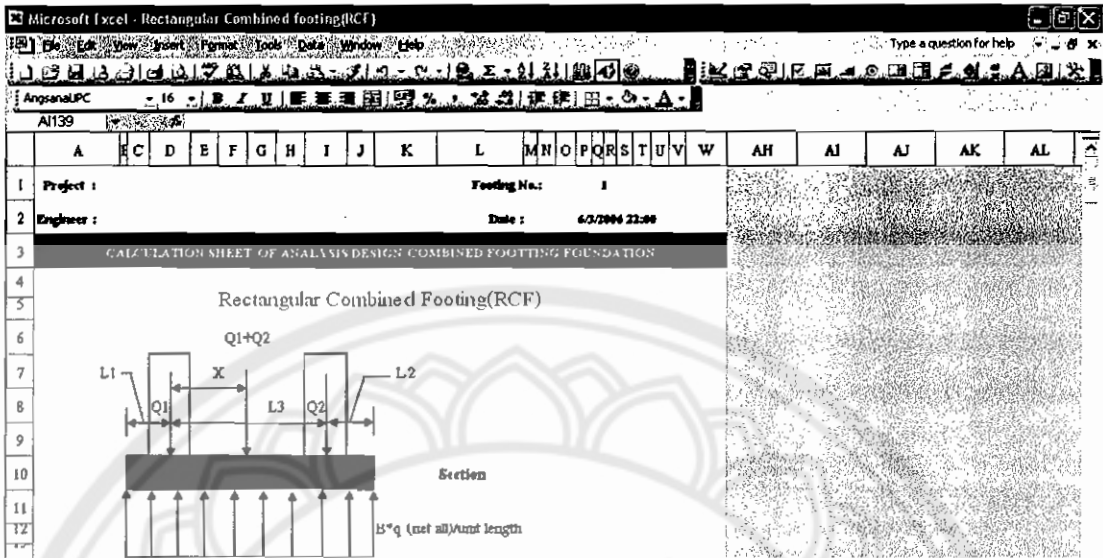 Microsoft Excel - Rectangular Combined footing(RCF)
File Edit View Insert Format Tools Data Window Help Type a question for help
AngsanaUPC 16 B I U
AI139
A C D E F G H I J K L M N O P Q R S T U V W AH AI AJ AK AL
1 Project : Footing No.: 1
2 Engineer : Date : 6/3/2006 22:00
3 CALCULATION SHEET OF ANALYSIS DESIGN COMBINED FOOTTING FOUNDATION
4
5 Rectangular Combined Footing(RCF)
6 Q1+Q2
7 L1 X L2
8 Q1 L3 Q2
9
10 Section
11
12 B*q (net all)/unit length